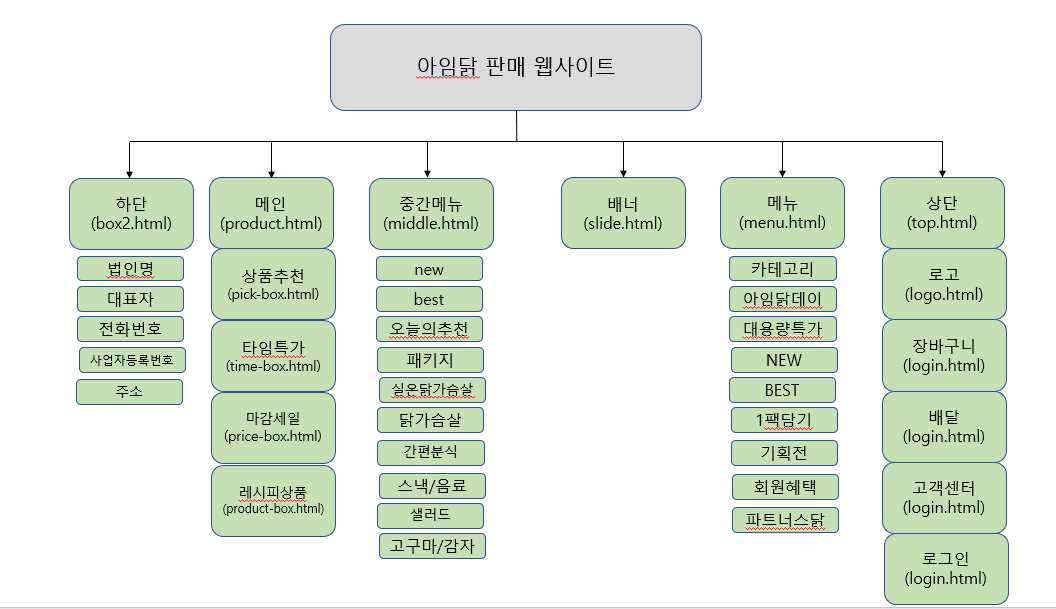 아임닭 판매 웹사이트
하단
(box2.html)
법인명
대표자
전화번호
사업자등록번호
주소
메인
(product.html)
상품추천
(pick-box.html)
타임특가
(time-box.html)
마감세일
(price-box.html)
레시피상품
(product-box.html)
중간메뉴
(middle.html)
new
best
오늘의추천
패키지
실온닭가슴살
닭가슴살
간편분식
스낵/음료
샐러드
고구마/감자
배너
(slide.html)
메뉴
(menu.html)
카테고리
아임닭데이
대용량특가
NEW
BEST
1팩담기
기획전
회원혜택
파트너스닭
상단
(top.html)
로고
(logo.html)
장바구니
(login.html)
배달
(login.html)
고객센터
(login.html)
로그인
(login.html)